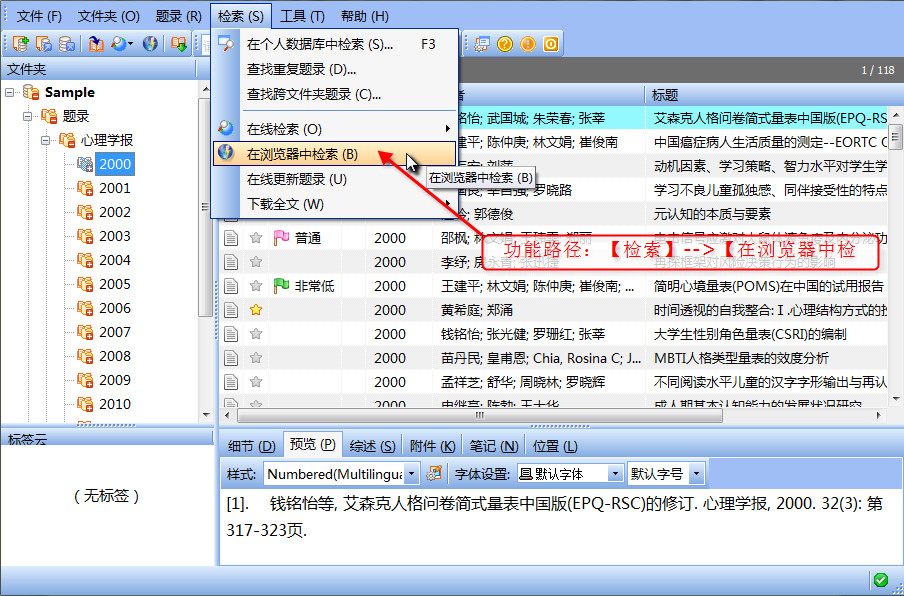 文件 (F) 文件夹 (O) 题录 (R) 检索 (S) 工具 (T) 帮助 (H)
文件夹
1 / 118
Sample
题录
心理学报
2000
2001
2002
2003
2004
2005
2006
2007
2008
2009
2010
标签云
(无标签)
在个人数据库中检索 (S)... F3
查找重复题录 (D)...
查找跨文件夹题录 (C)...
在线检索 (O)
在浏览器中检索 (B)
在线更新题录 (U)
下载全文 (W)
在浏览器中检索 (B)
者 标题
铭怡; 武国城; 朱荣春; 张莘 艾森克人格问卷简式量表中国版(EPQ-RS
建平; 陈仲庚; 林文娟; 崔俊南 中国癌症病人生活质量的测定--EORTC
动机因素、学习策略、智力水平对学生学
罗晓路 学习不良儿童孤独感、同伴接受性的特点
郭德俊 元认知的本质与要素
普通 2000 邵枫;
2000 李纾;
功能路径：【检索】-->【在浏览器中检
非常低 2000 王建平; 林文娟; 陈仲庚; 崔俊南; ... 简明心境量表(POMS)在中国的试用报告
2000 黄希庭; 郑涌 时间透视的自我整合: I .心理结构方式的
2000 钱铭怡; 张光健; 罗珊红; 张莘 大学生性别角色量表(CSRI)的编制
2000 苗丹民; 皇甫恩; Chia, Rosina C; J... MBTI人格类型量表的效度分析
2000 孟祥芝; 舒华; 周晓林; 罗晓辉 不同阅读水平儿童的汉字字形输出与再认
2000 申继亮; 陈勃; 王大华 成人期基本认知能力的发展状况研究
细节 (D) 预览 (P) 综述 (S) 附件 (K) 笔记 (N) 位置 (L)
样式: Numbered(Multilingua 字体设置: 默认字体 默认字号
[1]. 钱铭怡等, 艾森克人格问卷简式量表中国版(EPQ-RSC)的修订. 心理学报, 2000. 32(3): 第
317-323页.